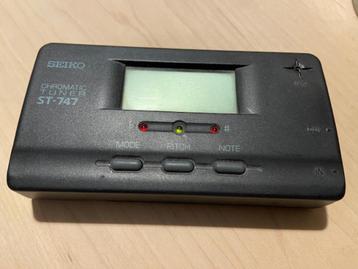 SEIKO
CHROMATIC
TUNER
ST-747
♭ #
MODE PITCH NOTE